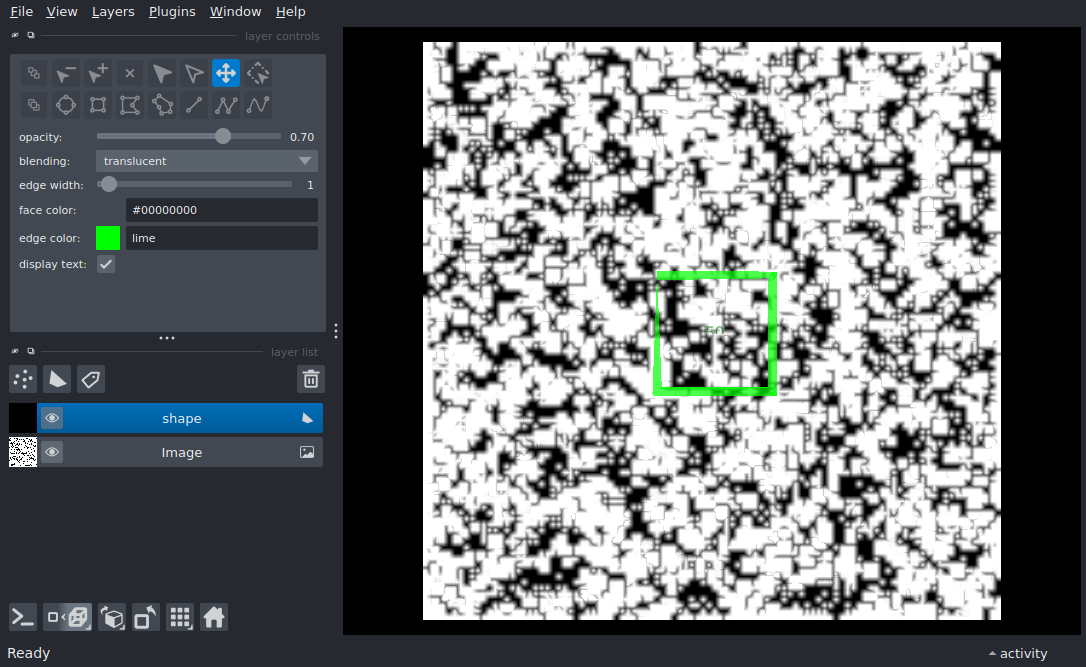 File View Layers Plugins Window Help
layer controls
opacity: 0.70
blending: translucent
edge width: 1
face color: #00000000
edge color: lime
display text:
layer list
shape
Image
Ready
activity